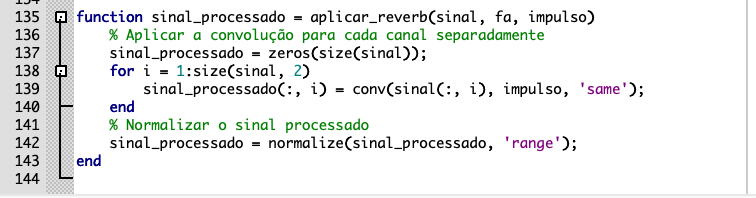 135 function sinal_processado = aplicar_reverb(sinal, fa, impulso)
136 % Aplicar a convolução para cada canal separadamente
137 sinal_processado = zeros(size(sinal));
138 for i = 1:size(sinal, 2)
139 sinal_processado(:, i) = conv(sinal(:, i), impulso, 'same');
140 end
141 % Normalizar o sinal processado
142 sinal_processado = normalize(sinal_processado, 'range');
143 end
144